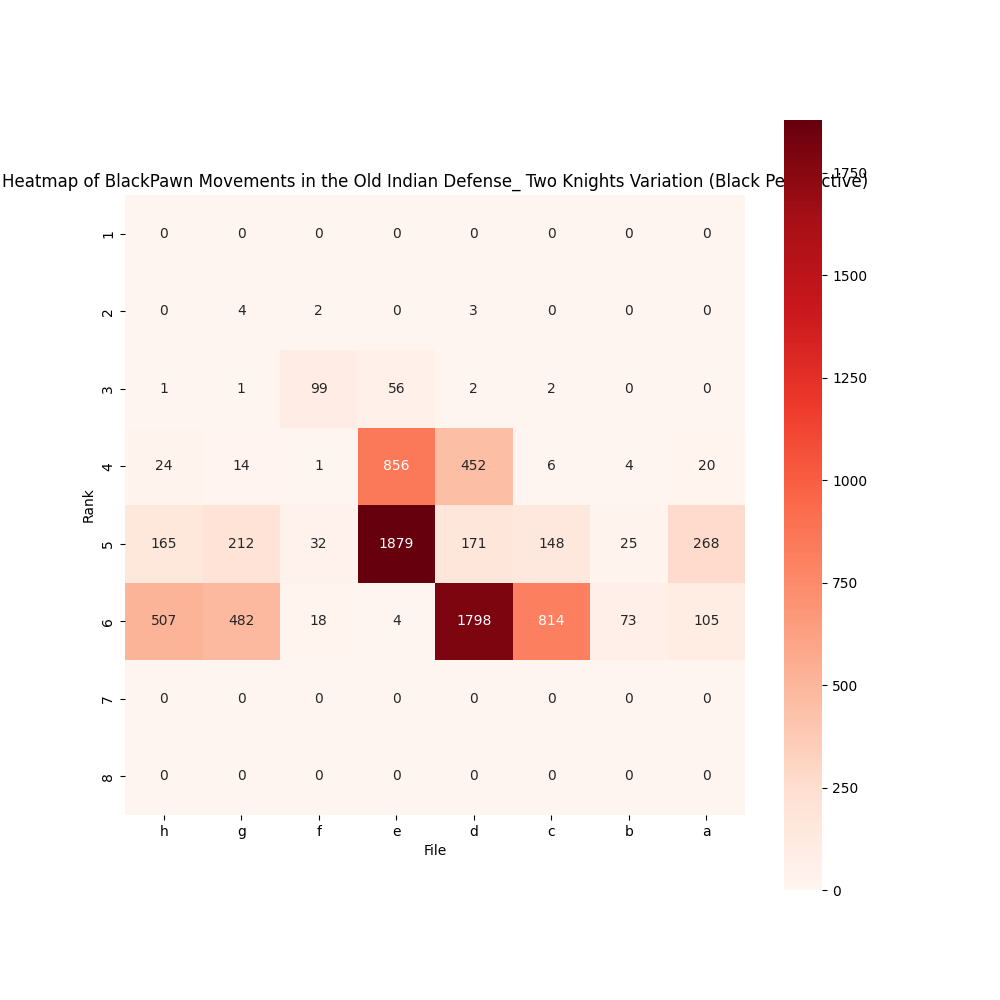 Heatmap of BlackPawn Movements in the Old Indian Defense_ Two Knights Variation (Black Pe ctive)
1 0 0 0 0 0 0 0 0
2 0 4 2 0 3 0 0 0
3 1 1 99 56 2 2 0 0
4 24 14 1 856 452 6 4 20
5 165 212 32 1879 171 148 25 268
6 507 482 18 4 1798 814 73 105
7 0 0 0 0 0 0 0 0
8 0 0 0 0 0 0 0 0
h g f e d c b a
File
Rank
1750
1500
1250
1000
750
500
250
0